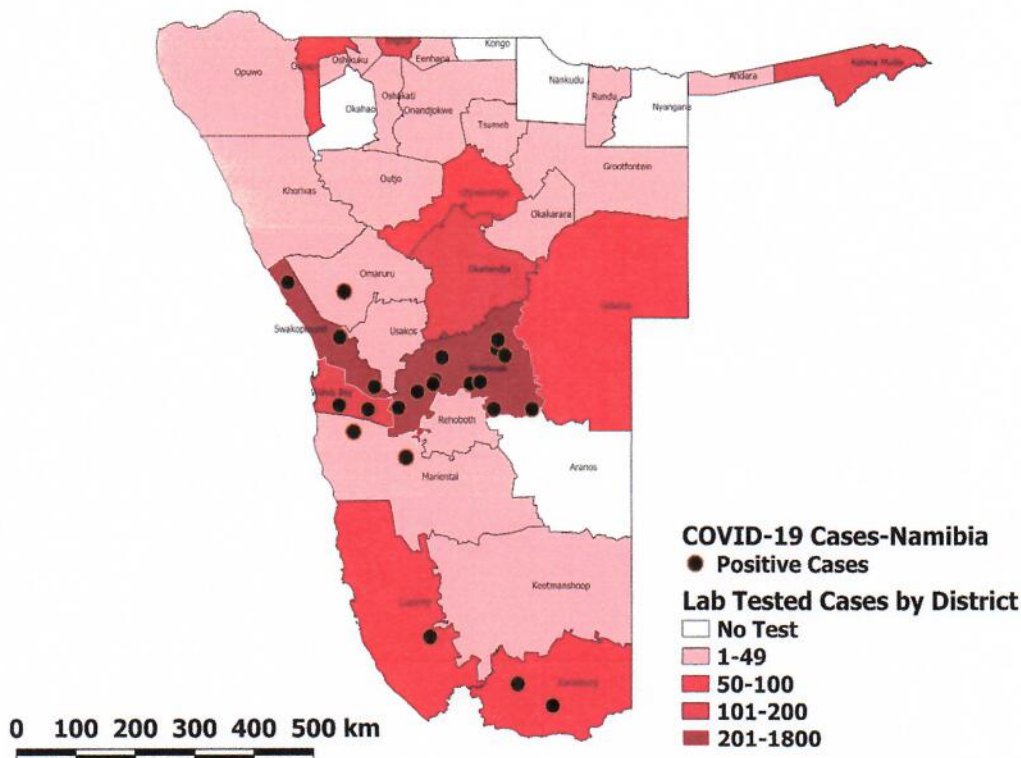 Kongo
Opuwo
Oshikuku
Eenhana
Andara
Nankudu
Rundu
Nyangana
Okahao
Oshakati
Onandjokwe
Tsumeb
Grootfontein
Outjo
Khorixas
Okakarara
Omaruru
Swakopmund
Usakos
Rehoboth
Aranos
Mariental
Keetmanshoop
COVID-19 Cases-Namibia
Positive Cases
Lab Tested Cases by District
No Test
1-49
50-100
101-200
201-1800
0 100 200 300 400 500 km